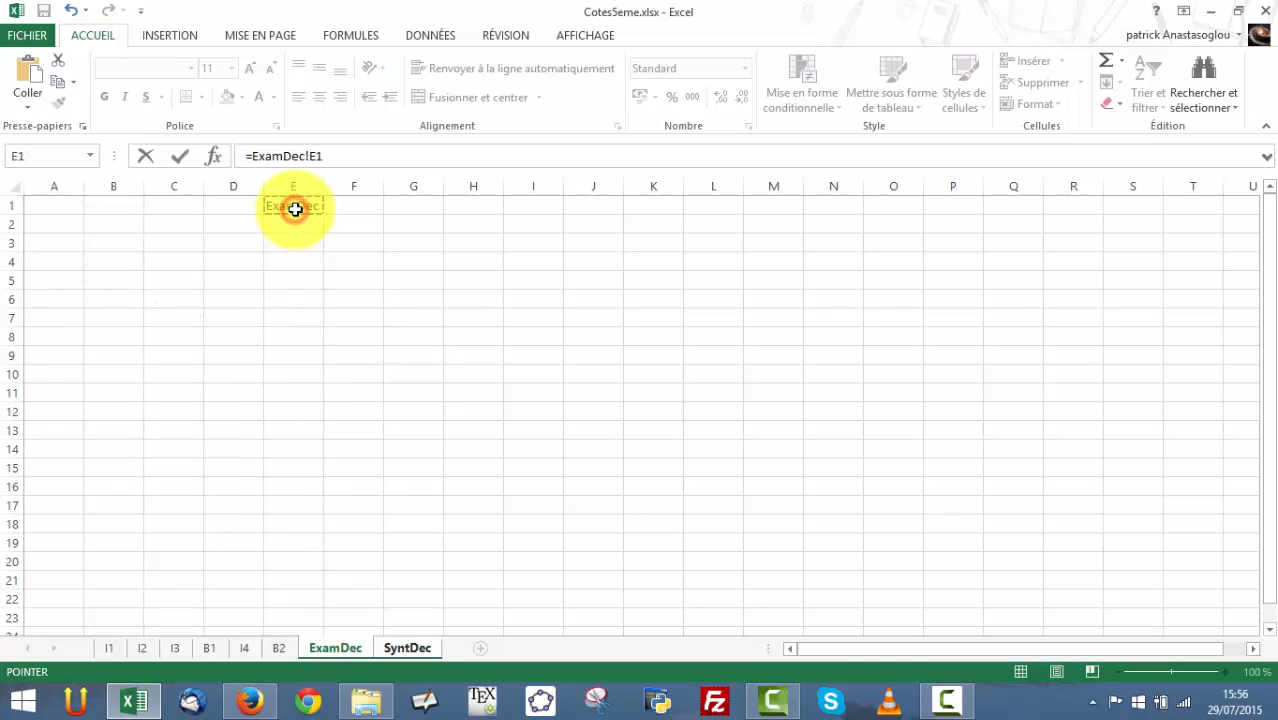 Cotes5eme.xlsx - Excel
FICHIER ACCUEIL INSERTION MISE EN PAGE FORMULES DONNÉES RÉVISION AFFICHAGE patrick Anastasoglou
Coller
Presse-papiers
11 A A
G I S A
Police
Renvoyer à la ligne automatiquement
Fusionner et centrer
Alignement
Standard
% 000
Nombre
Mise en forme conditionnelle
Mettre sous forme de tableau
Styles de cellules
Style
Insérer
Supprimer
Format
Cellules
Trier et filtrer
Rechercher et sélectionner
Édition
E1 fx =ExamDec!E1
A B C D E F G H I J K L M N O P Q R S T U
1 ExamDec
2
3
4
5
6
7
8
9
10
11
12
13
14
15
16
17
18
19
20
21
22
23
I1 I2 I3 B1 I4 B2 ExamDec SyntDec
POINTER 100 %
TEX
15:56
29/07/2015